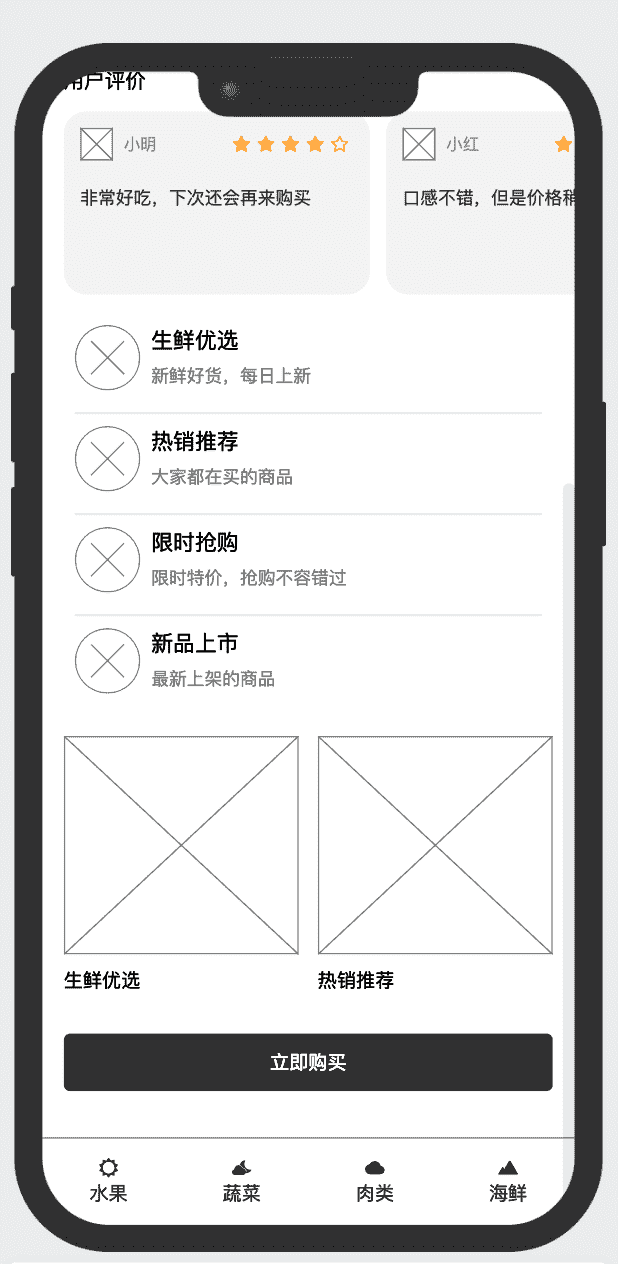 用户评价
小明
小红
非常好吃，下次还会再来购买
口感不错，但是价格稍
生鲜优选
新鲜好货，每日上新
热销推荐
大家都在买的商品
限时抢购
限时特价，抢购不容错过
新品上市
最新上架的商品
生鲜优选
热销推荐
立即购买
水果
蔬菜
肉类
海鲜